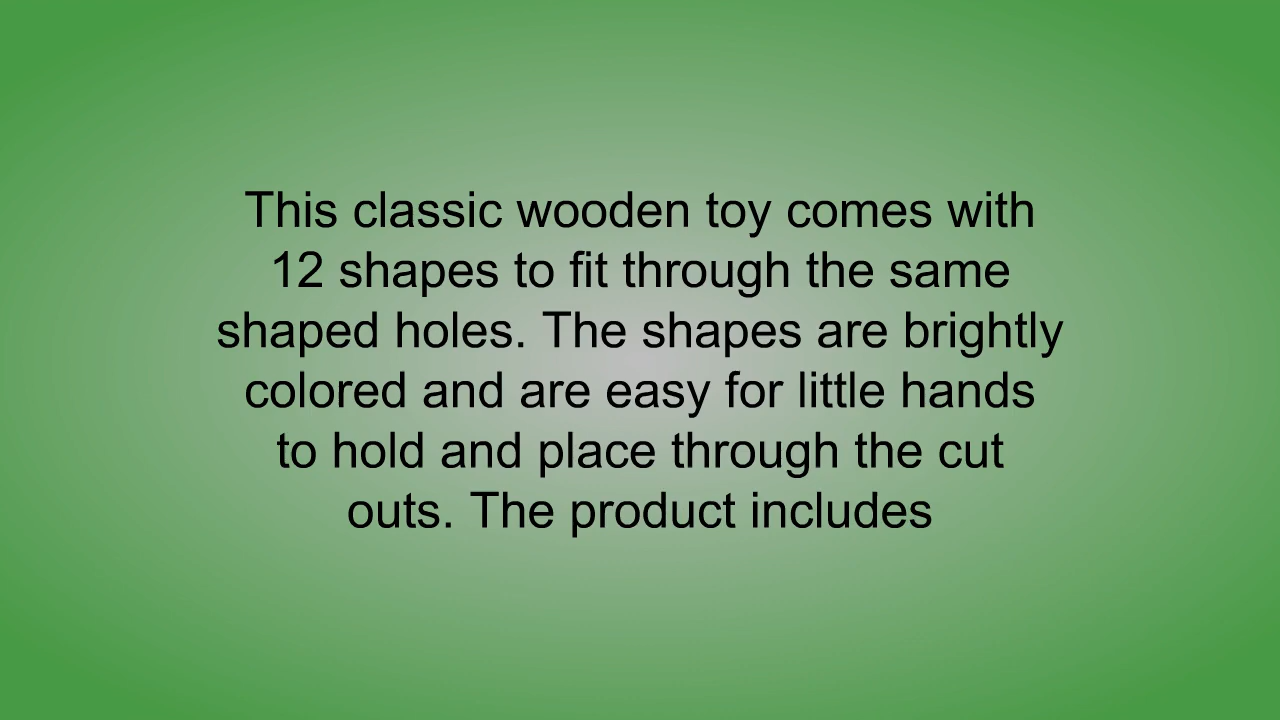 This classic wooden toy comes with
12 shapes to fit through the same
shaped holes. The shapes are brightly
colored and are easy for little hands
to hold and place through the cut
outs. The product includes